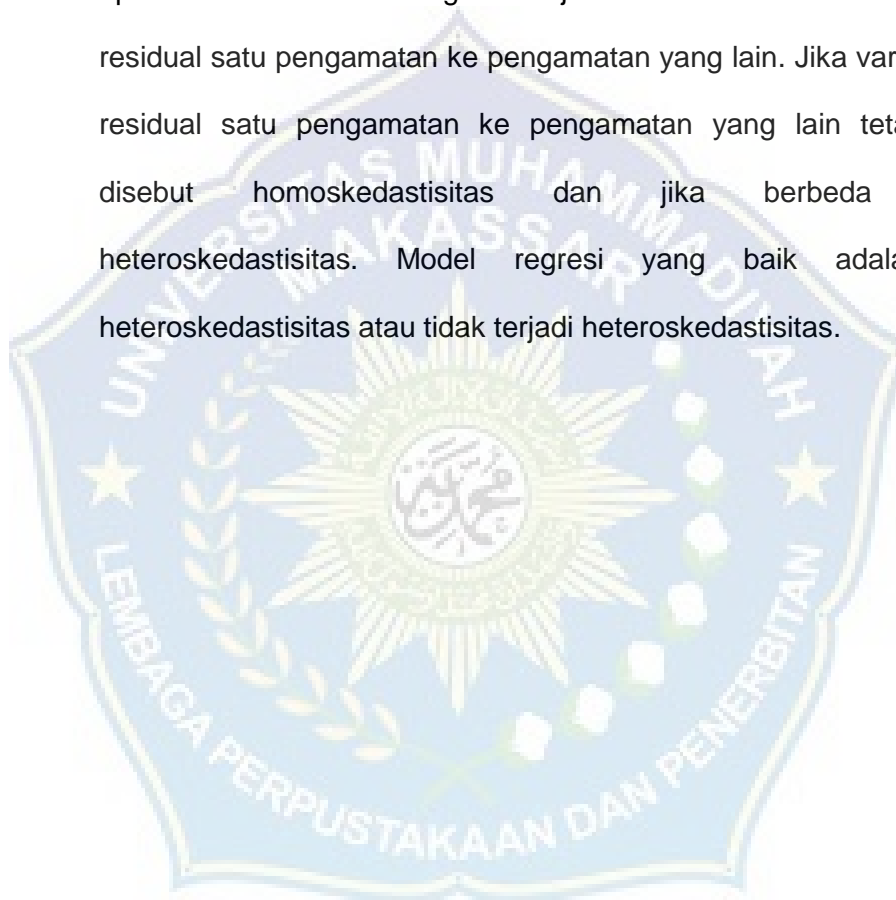 residual satu pengamatan ke pengamatan yang lain. Jika var
residual satu pengamatan ke pengamatan yang lain teta
disebut homoskedastisitas dan jika berbeda
heteroskedastisitas. Model regresi yang baik adala
heteroskedastisitas atau tidak terjadi heteroskedastisitas.
UNIVERSITAS MUHAMMADIYAH
MAKASSAR
LEMBAGA PERPUSTAKAAN DAN PENERBITAN